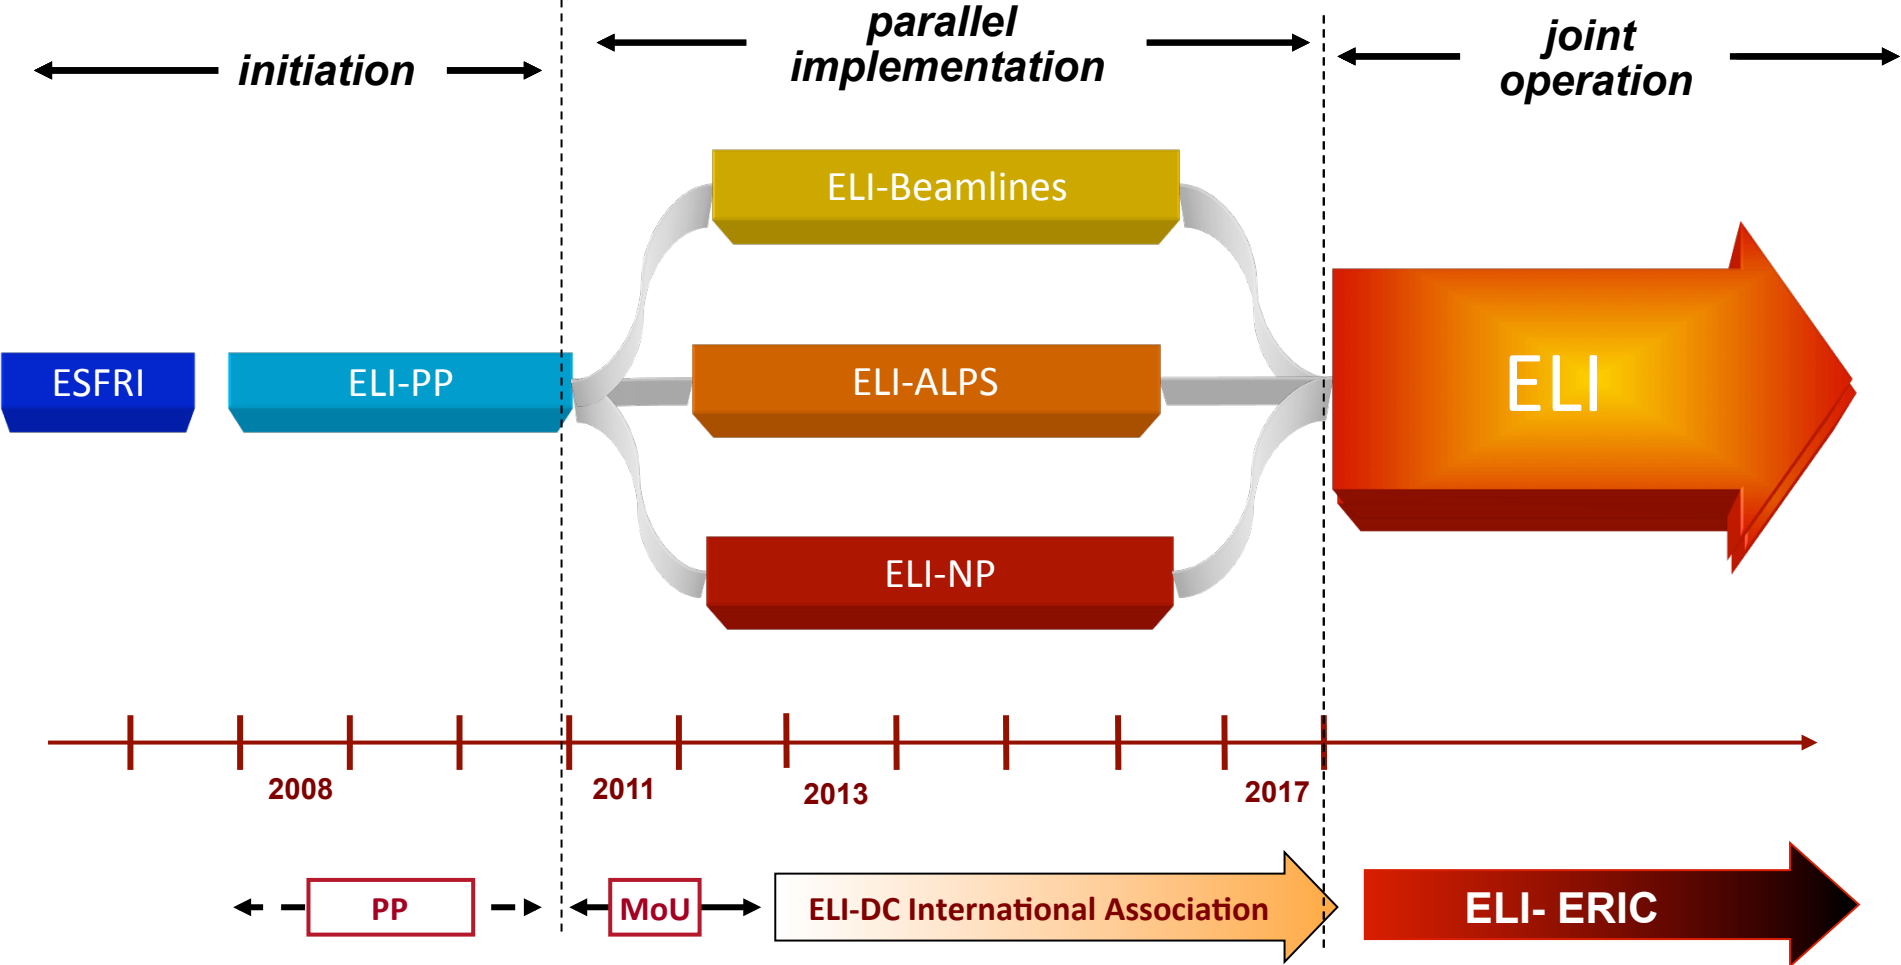 initiation
parallel
implementation
joint
operation
ELI-Beamlines
ESFRI
ELI-PP
ELI-ALPS
ELI
ELI-NP
2008
2011
2013
2017
PP
MoU
ELI-DC International Association
ELI- ERIC